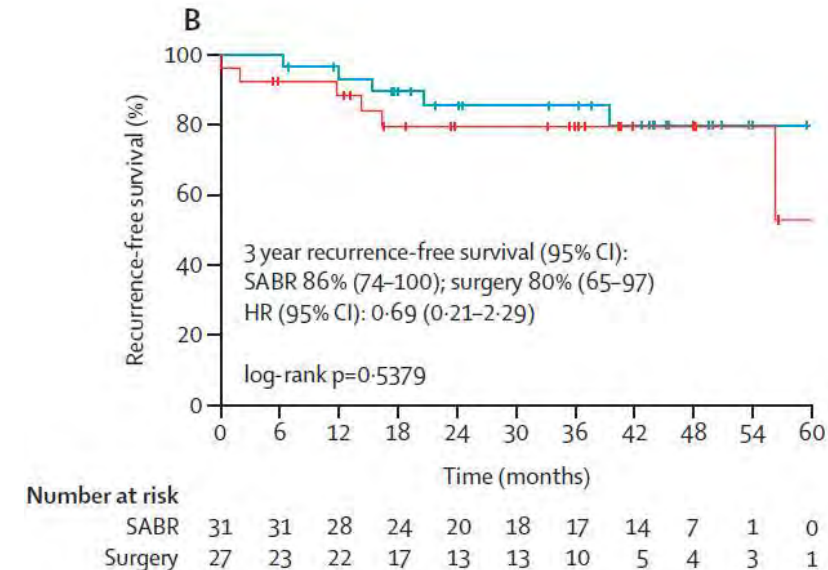 B
Recurrence-free survival (%)
100
80
60
40
20
0
3 year recurrence-free survival (95% CI):
SABR 86% (74–100); surgery 80% (65–97)
HR (95% CI): 0·69 (0·21–2·29)
log-rank p=0·5379
0 6 12 18 24 30 36 42 48 54 60
Time (months)
Number at risk
SABR 31 31 28 24 20 18 17 14 7 1 0
Surgery 27 23 22 17 13 13 10 5 4 3 1